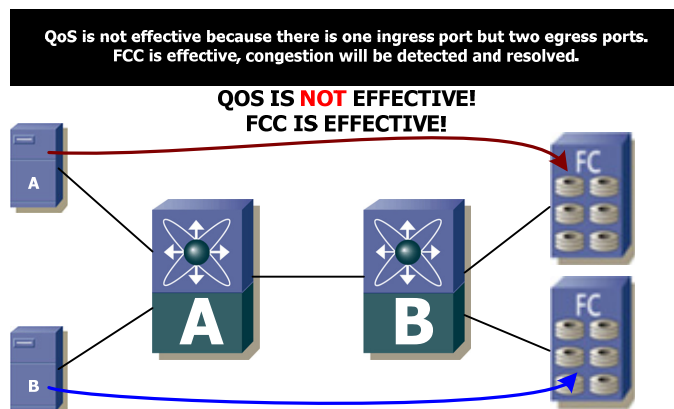 QoS is not effective because there is one ingress port but two egress ports.
FCC is effective, congestion will be detected and resolved.
QOS IS NOT EFFECTIVE!
FCC IS EFFECTIVE!
A
FC
A
B
FC
B